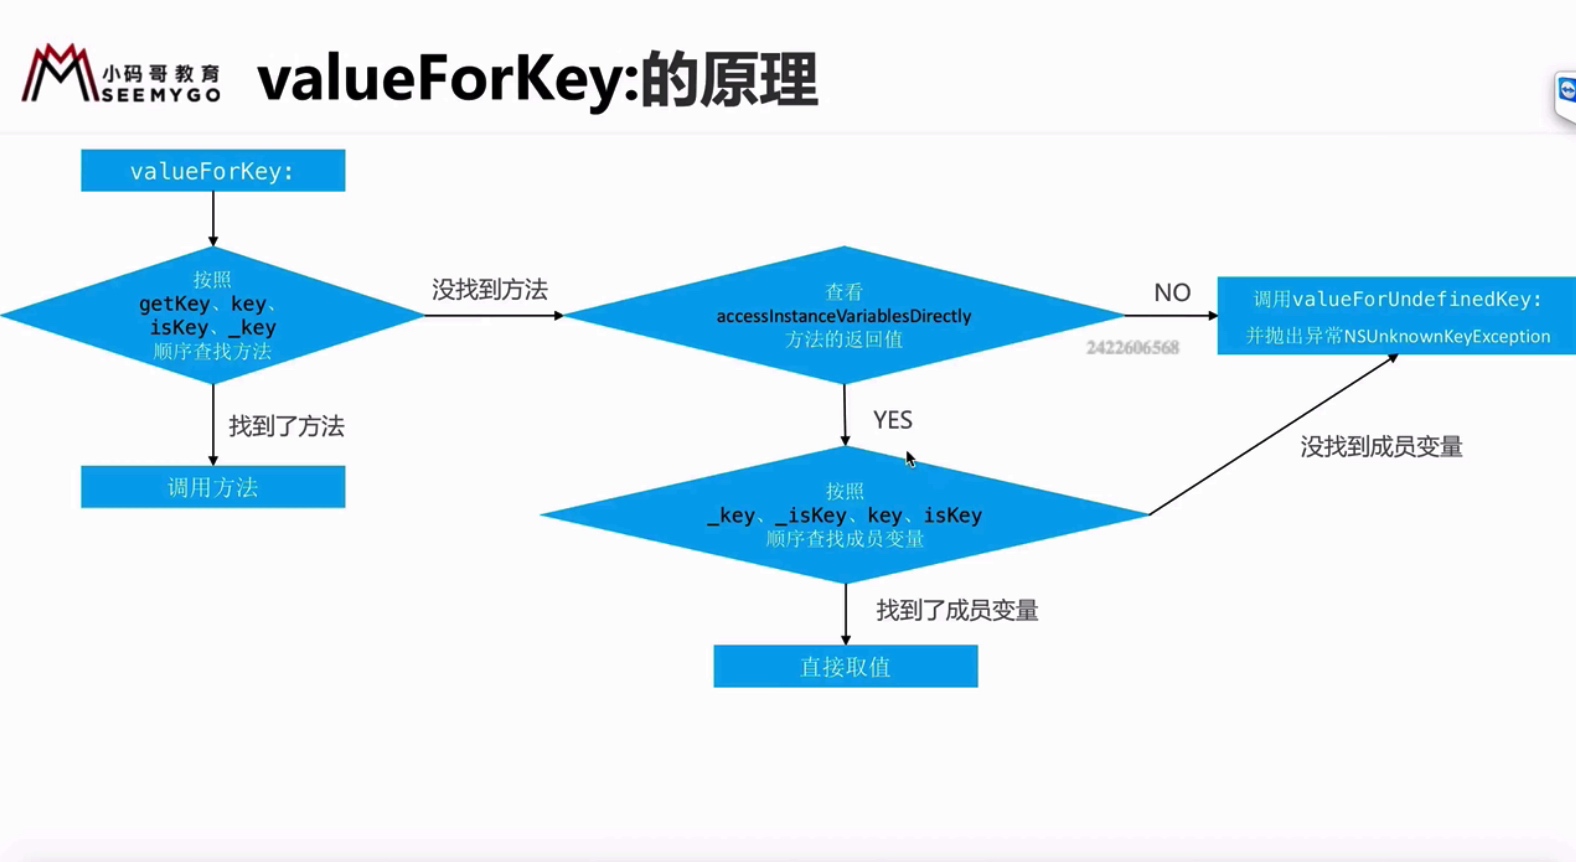 小码哥教育
SEEMYGO
valueForKey:的原理
valueForKey:
按照
getKey、key、
isKey、_key
顺序查找方法
没找到方法
查看
accessInstanceVariablesDirectly
方法的返回值
NO
调用valueForUndefinedKey:
并抛出异常NSUnknownKeyException
2422606568
找到了方法
YES
没找到成员变量
调用方法
按照
_key、_isKey、key、isKey
顺序查找成员变量
找到了成员变量
直接取值